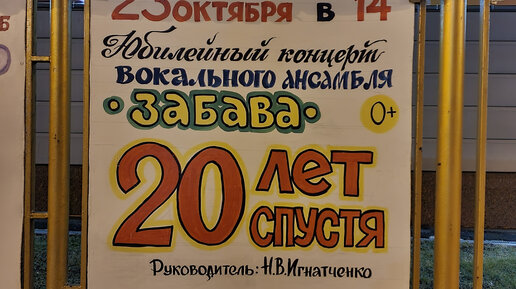 23 ОКТЯБРЯ В 14
Юбилейный концерт
ВОКАЛЬНОГО АНСАМБЛЯ
• ЗАБАВА •
0+
20 ЛЕТ
СПУСТЯ
Руководитель: Н.В.Игнатченко